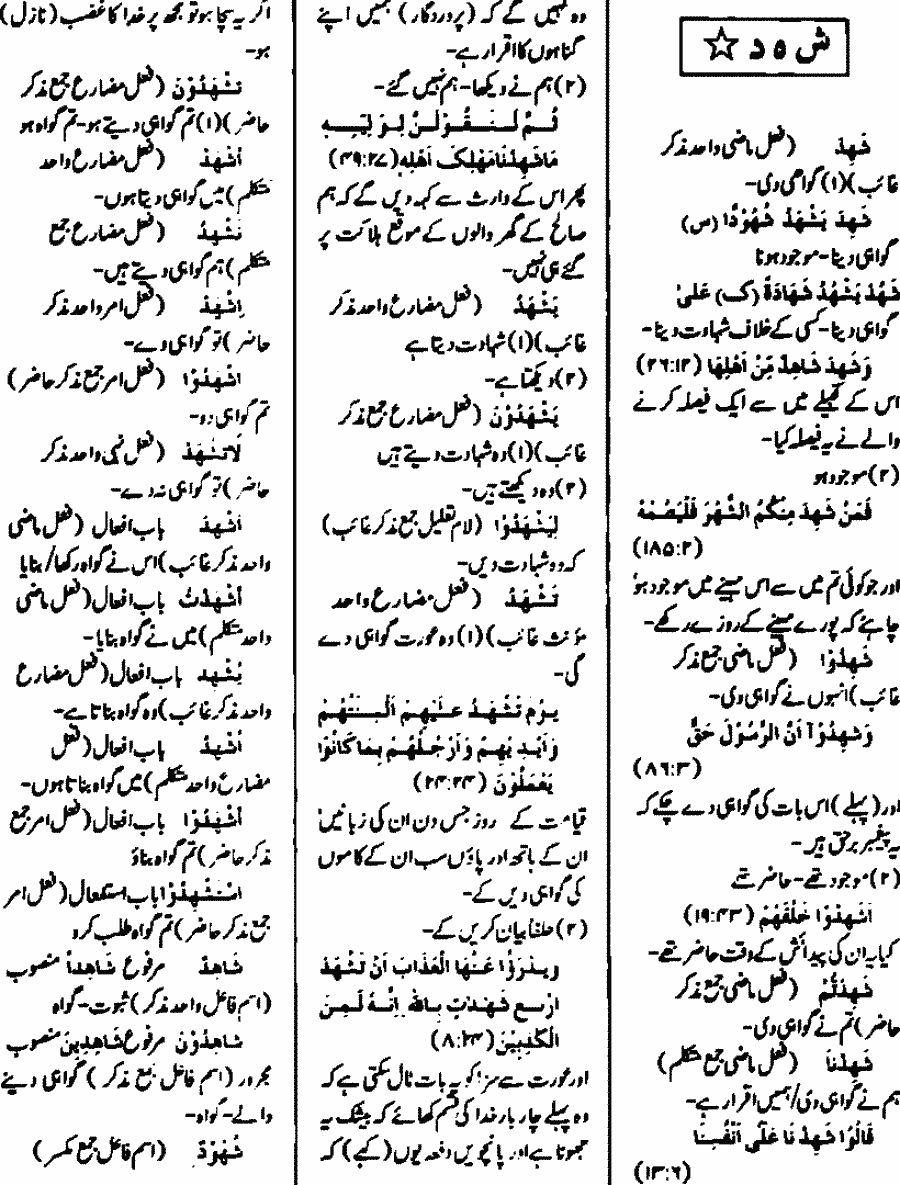 ش ه د ☆
شَهِدَ (فعل ماضی واحد مذکر
غائب)(۱) گواہی دی-
شَهِدَ يَشْهَدُ شُهُوْدًا (س)
گواہی دینا-موجود ہونا
شَهُدَ يَشْهُدُ شَهَادَةً (ک) عَلىٰ
گواہی دینا-کسی کے خلاف شہادت دینا-
وَشَهِدَ شَاهِدٌ مِّنْ اَهْلِهَا (۲۶:۱۲)
اس کے قبیلے میں سے ایک فیصلہ کرنے
والے نے یہ فیصلہ کیا-
(۲) موجود ہو
فَمَنْ شَهِدَ مِنْكُمُ الشَّهْرَ فَلْيَصُمْهُ
(۱۸۵:۲)
اور جو کوئی تم میں سے اس مہینے میں موجود ہو
چاہئے کہ پورے مہینے کے روزے رکھے-
شَهِدُوْا (فعل ماضی جمع مذکر
غائب) انہوں نے گواہی دی-
وَشَهِدُوْآ اَنَّ الرَّسُوْلَ حَقٌّ
(۸۶:۳)
اور (پہلے) اس بات کی گواہی دے چکے کہ
یہ پیغمبر برحق ہیں-
(۲) موجود تھے-حاضر تھے
اَشَهِدُوْا خَلْقَهُمْ (۱۹:۴۳)
کیا یہ ان کی پیدائش کے وقت حاضر تھے-
شَهِدْتُّمْ (فعل ماضی جمع مذکر
حاضر) تم نے گواہی دی-
شَهِدْنَا (فعل ماضی جمع متکلم)
ہم نے گواہی دی/ہمیں اقرار ہے-
قَالُوْا شَهِدْنَا عَلٰٓى اَنْفُسِنَا
(۱۳:۶)
وہ کہیں گے کہ (پروردگار) ہمیں اپنے
گناہوں کا اقرار ہے-
(۲) ہم نے دیکھا-ہم نہیں گئے-
ثُمَّ لَنَقُوْلَنَّ لِوَلِيِّهِ
مَاشَهِدْنَامَهْلِكَ اَهْلِهِ (۴۹:۲۷)
پھر اس کے وارث سے کہہ دیں گے کہ ہم
صالح کے گھر والوں کے موقع ہلاکت پر
گئے ہی نہیں-
يَشْهَدُ (فعل مضارع واحد مذکر
غائب)(۱) شہادت دیتا ہے
(۲) دیکھتا ہے-
يَشْهَدُوْنَ (فعل مضارع جمع مذکر
غائب)(۱) وہ شہادت دیتے ہیں
(۲) وہ دیکھتے ہیں-
لِيَشْهَدُوْا (لام تعلیل جمع مذکر غائب)
کہ وہ شہادت دیں-
تَشْهَدُ (فعل مضارع واحد
مؤنث غائب)(۱) وہ عورت گواہی دے
گی-
يَوْمَ تَشْهَدُ عَلَيْهِمْ اَلْسِنَتُهُمْ
وَاَيْدِيْهِمْ وَاَرْجُلُهُمْ بِمَاكَانُوْا
يَعْمَلُوْنَ (۲۴:۲۴)
قیامت کے روز جس دن ان کی زبانیں
ان کے ہاتھ اور پاؤں سب ان کے کاموں
کی گواہی دیں گے-
(۲) حلفا بیان کریں گے-
وَيَدْرَؤُا عَنْهَا الْعَذَابَ اَنْ تَشْهَدَ
اَرْبَعَ شَهٰدٰتٍ بِاللهِ اِنَّهُ لَمِنَ
الْكٰذِبِيْنَ (۸:۲۴)
اور عورت سے سزا کو یہ بات ٹال سکتی ہے کہ
وہ پہلے چار بار خدا کی قسم کھائے کہ بیشک یہ
جھوٹا ہے اور پانچویں دفعہ یوں (کہے) کہ
اگر یہ سچا ہو تو مجھ پر خدا کا غضب (نازل)
ہو-
تَشْهَدُوْنَ (فعل مضارع جمع مذکر
حاضر)(۱) تم گواہی دیتے ہو-تم گواہ ہو
اَشْهَدُ (فعل مضارع واحد
متکلم) میں گواہی دیتا ہوں-
نَشْهَدُ (فعل مضارع جمع
متکلم) ہم گواہی دیتے ہیں-
اِشْهَدْ (فعل امر واحد مذکر
حاضر) تو گواہی دے-
اشْهَدُوْا (فعل امر جمع مذکر حاضر)
تم گواہی دو-
لَاتَشْهَدْ (فعل نہی واحد مذکر
حاضر) تو گواہی نہ دے-
اَشْهَدَ باب افعال (فعل ماضی
واحد مذکر غائب) اس نے گواہ رکھا/بنایا
اَشْهَدْتُ باب افعال (فعل ماضی
واحد متکلم) میں نے گواہ بنایا-
يُشْهِدُ باب افعال (فعل مضارع
واحد مذکر غائب) وہ گواہ بناتا ہے-
اُشْهِدُ باب افعال (فعل
مضارع واحد متکلم) میں گواہ بناتا ہوں-
اَشْهِدُوْا باب افعال (فعل امر جمع
مذکر حاضر) تم گواہ بناؤ
اسْتَشْهِدُوْا باب استفعال (فعل امر
جمع مذکر حاضر) تم گواہ طلب کرو
شَاهِدٌ مرفوع شَاهِدًا منصوب
(اسم فاعل واحد مذکر) ثبوت-گواہ
شَاهِدُوْنَ مرفوع شَاهِدِيْنَ منصوب
مجرور (اسم فاعل جمع مذکر) گواہی دینے
والے-گواہ-
شُهُوْدٌ (اسم فاعل جمع مکسر)